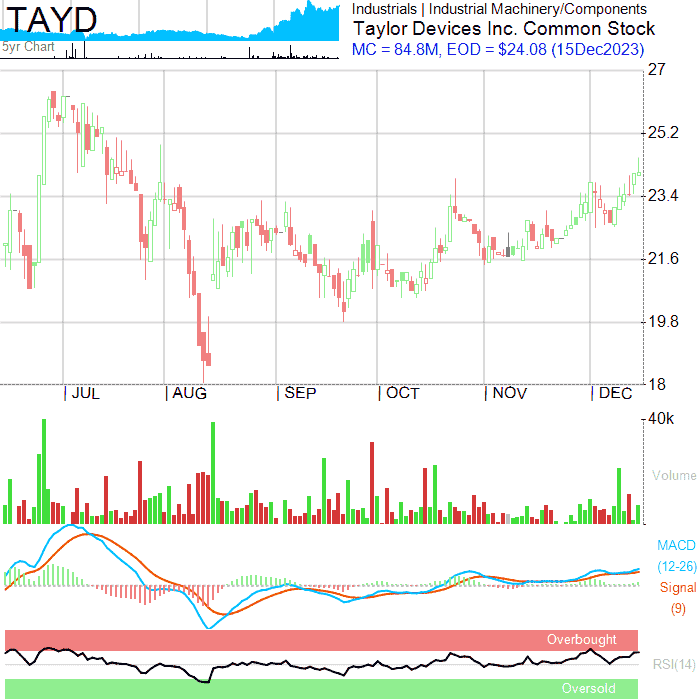 TAYD
5yr Chart
Industrials | Industrial Machinery/Components
Taylor Devices Inc. Common Stock
MC = 84.8M, EOD = $24.08 (15Dec2023)
27
25.2
23.4
21.6
19.8
18
| JUL | AUG | SEP | OCT | NOV | DEC
40k
Volume
MACD
(12-26)
Signal
(9)
Overbought
RSI(14)
Oversold